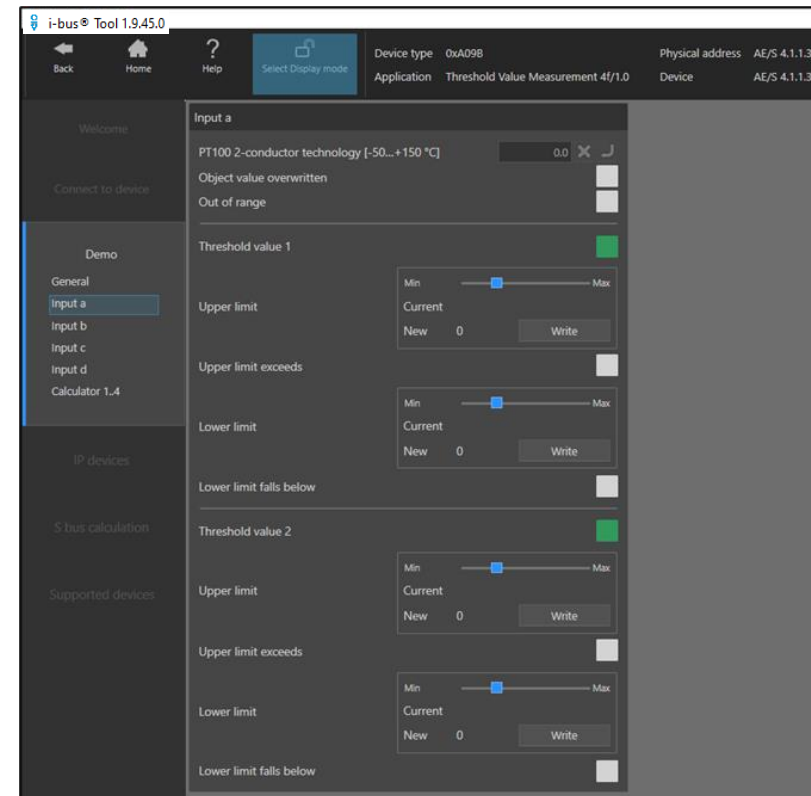 i-bus® Tool 1.9.45.0
Back
Home
Help
Select Display mode
Device type 0xA09B
Application Threshold Value Measurement 4f/1.0
Physical address AE/S 4.1.1.3
Device AE/S 4.1.1.3
Welcome
Connect to device
Demo
General
Input a
Input b
Input c
Input d
Calculator 1..4
IP devices
S bus calculation
Supported devices
Input a
PT100 2-conductor technology [-50...+150 °C] 0.0
Object value overwritten
Out of range
Threshold value 1
Min Max
Upper limit Current
New 0 Write
Upper limit exceeds
Min Max
Lower limit Current
New 0 Write
Lower limit falls below
Threshold value 2
Min Max
Upper limit Current
New 0 Write
Upper limit exceeds
Min Max
Lower limit Current
New 0 Write
Lower limit falls below